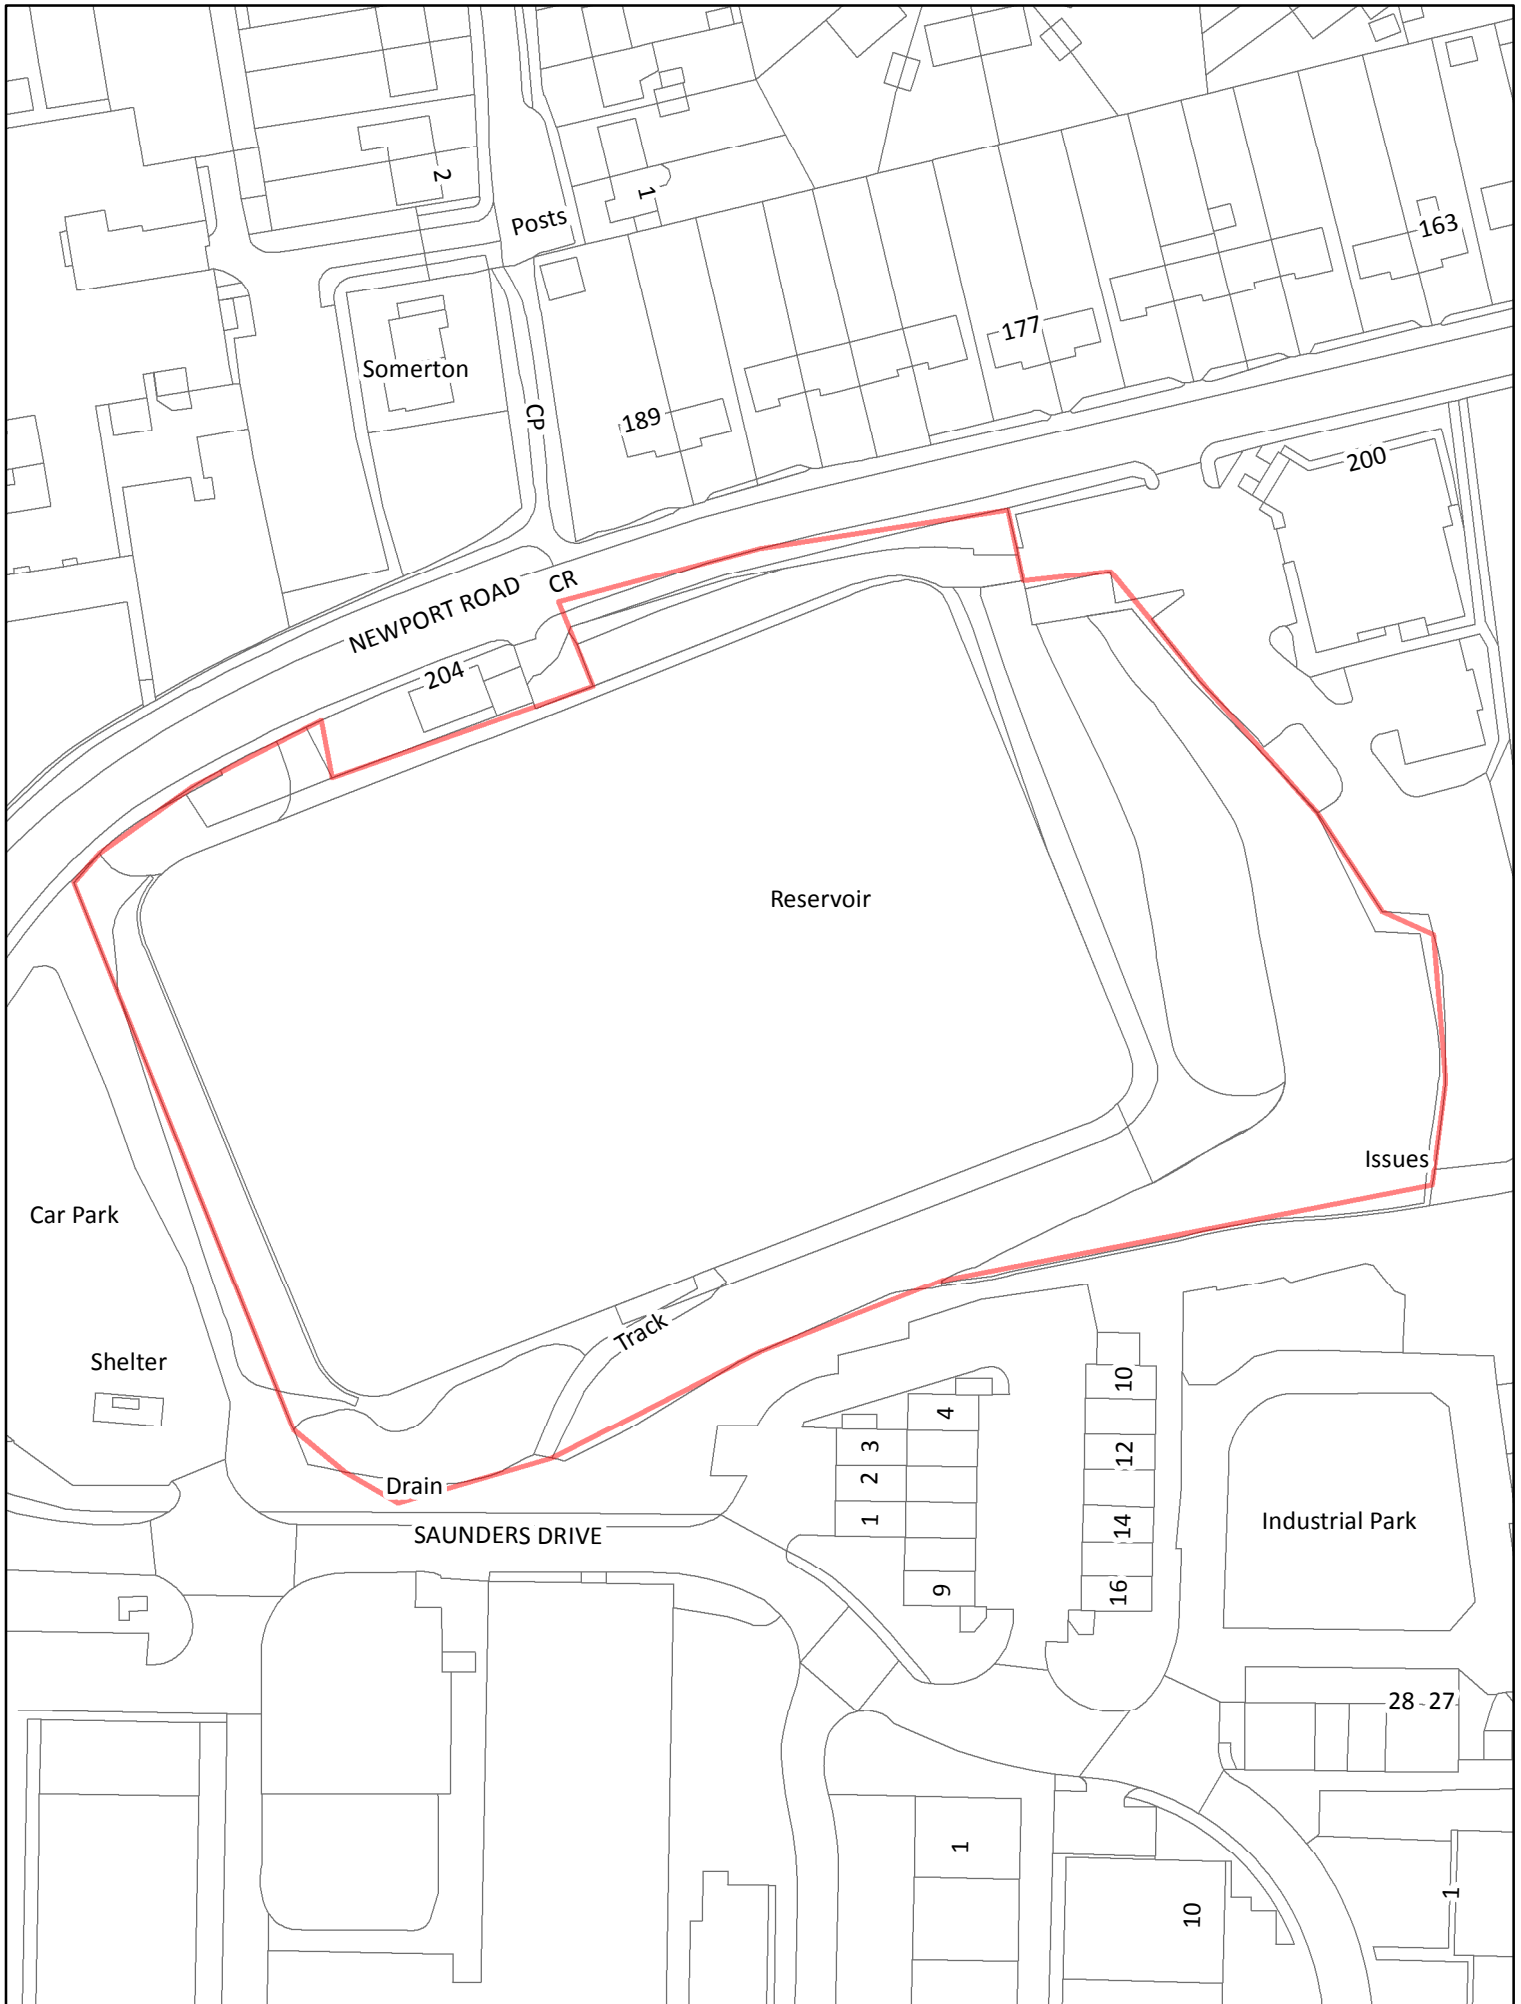 2
1
Posts
163
177
Somerton
CP
189
200
CR
NEWPORT ROAD
204
Reservoir
Issues
Car Park
Track
Shelter
10
4
3
12
2
Drain
1
14
SAUNDERS DRIVE
Industrial Park
9
16
28
27
1
10
1